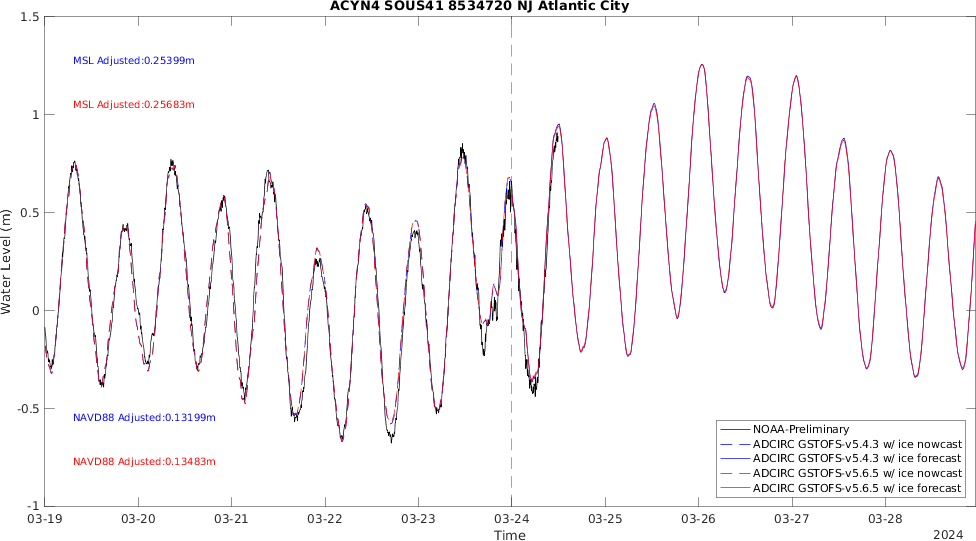 ACYN4 SOUS41 8534720 NJ Atlantic City
1.5
1
0.5
0
-0.5
-1
Water Level (m)
MSL Adjusted:0.25399m
MSL Adjusted:0.25683m
NAVD88 Adjusted:0.13199m
NAVD88 Adjusted:0.13483m
NOAA-Preliminary
ADCIRC GSTOFS-v5.4.3 w/ ice nowcast
ADCIRC GSTOFS-v5.4.3 w/ ice forecast
ADCIRC GSTOFS-v5.6.5 w/ ice nowcast
ADCIRC GSTOFS-v5.6.5 w/ ice forecast
03-19 03-20 03-21 03-22 03-23 03-24 03-25 03-26 03-27 03-28
Time
2024